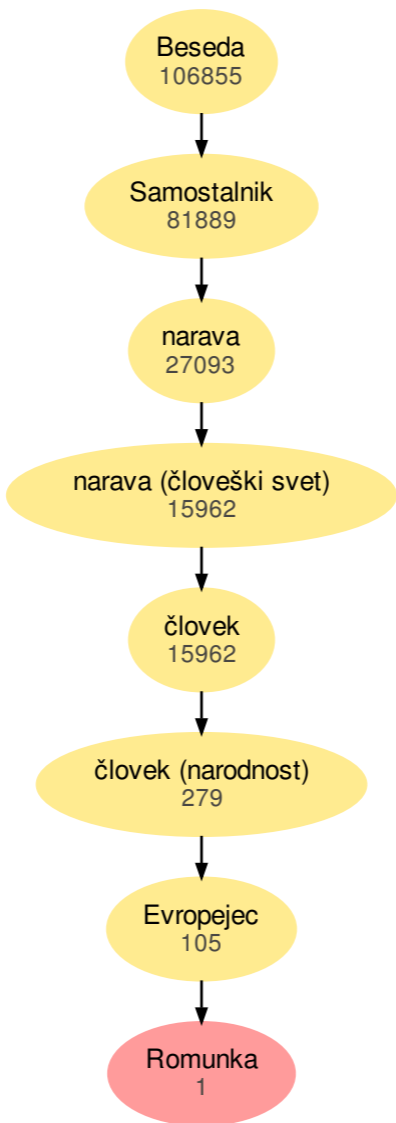 Beseda
106855
Samostalnik
81889
narava
27093
narava (človeški svet)
15962
človek
15962
človek (narodnost)
279
Evropejec
105
Romunka
1